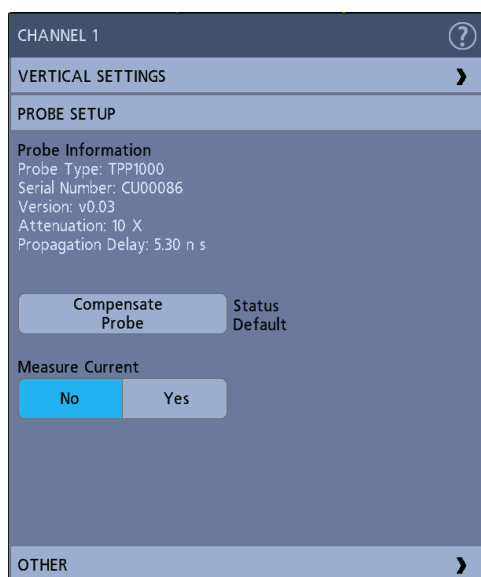 CHANNEL 1
?
VERTICAL SETTINGS
PROBE SETUP
Probe Information
Probe Type: TPP1000
Serial Number: CU00086
Version: v0.03
Attenuation: 10 X
Propagation Delay: 5.30 n s
Compensate
Probe
Status
Default
Measure Current
No
Yes
OTHER